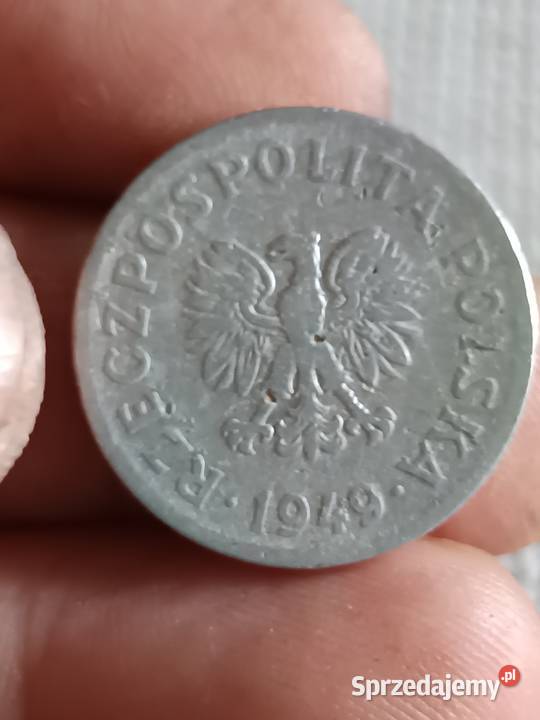 RZECZPOSPOLITA POLSKA
· 1949 ·
Sprzedajemy.pl